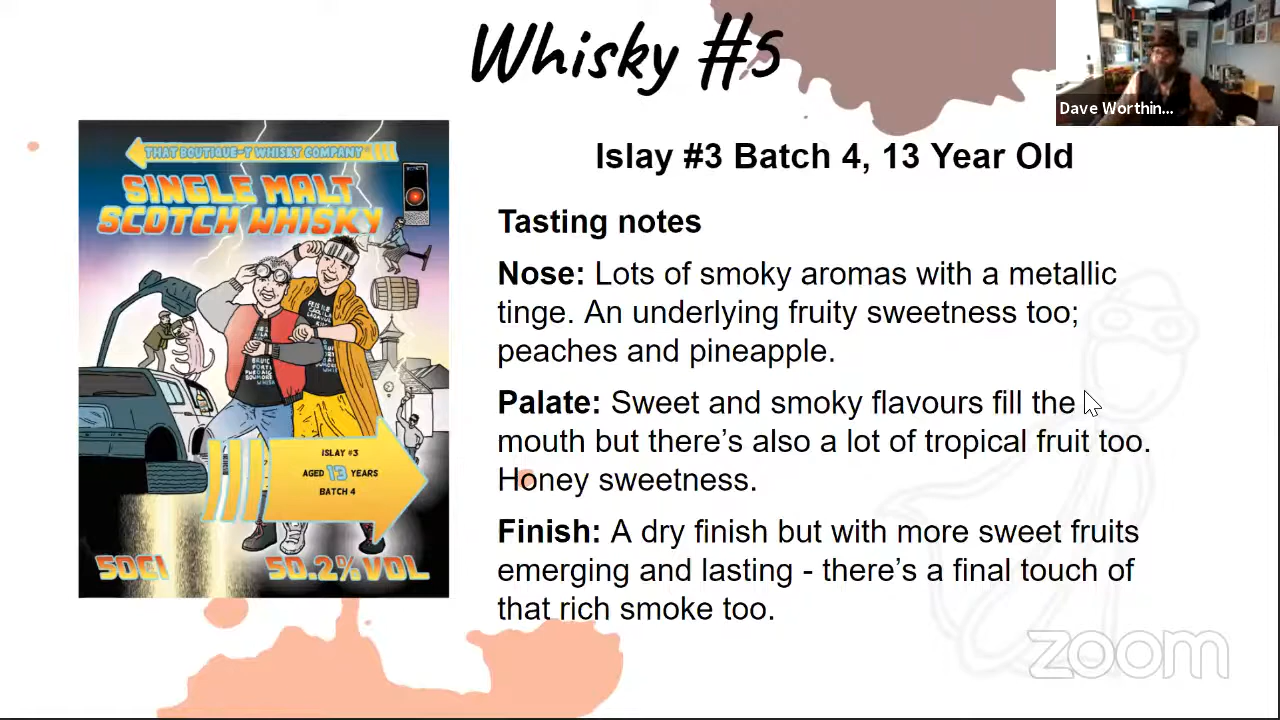 Whisky #5
Dave Worthin...
THAT BOUTIQUE-Y WHISKY COMPANY
SINGLE MALT
SCOTCH WHISKY
ISLAY #3
AGED 13 YEARS
BATCH 4
50Cl
50.2%VOL
Islay #3 Batch 4, 13 Year Old
Tasting notes
Nose: Lots of smoky aromas with a metallic
tinge. An underlying fruity sweetness too;
peaches and pineapple.
Palate: Sweet and smoky flavours fill the
mouth but there's also a lot of tropical fruit too.
Honey sweetness.
Finish: A dry finish but with more sweet fruits
emerging and lasting - there's a final touch of
that rich smoke too.
zoom